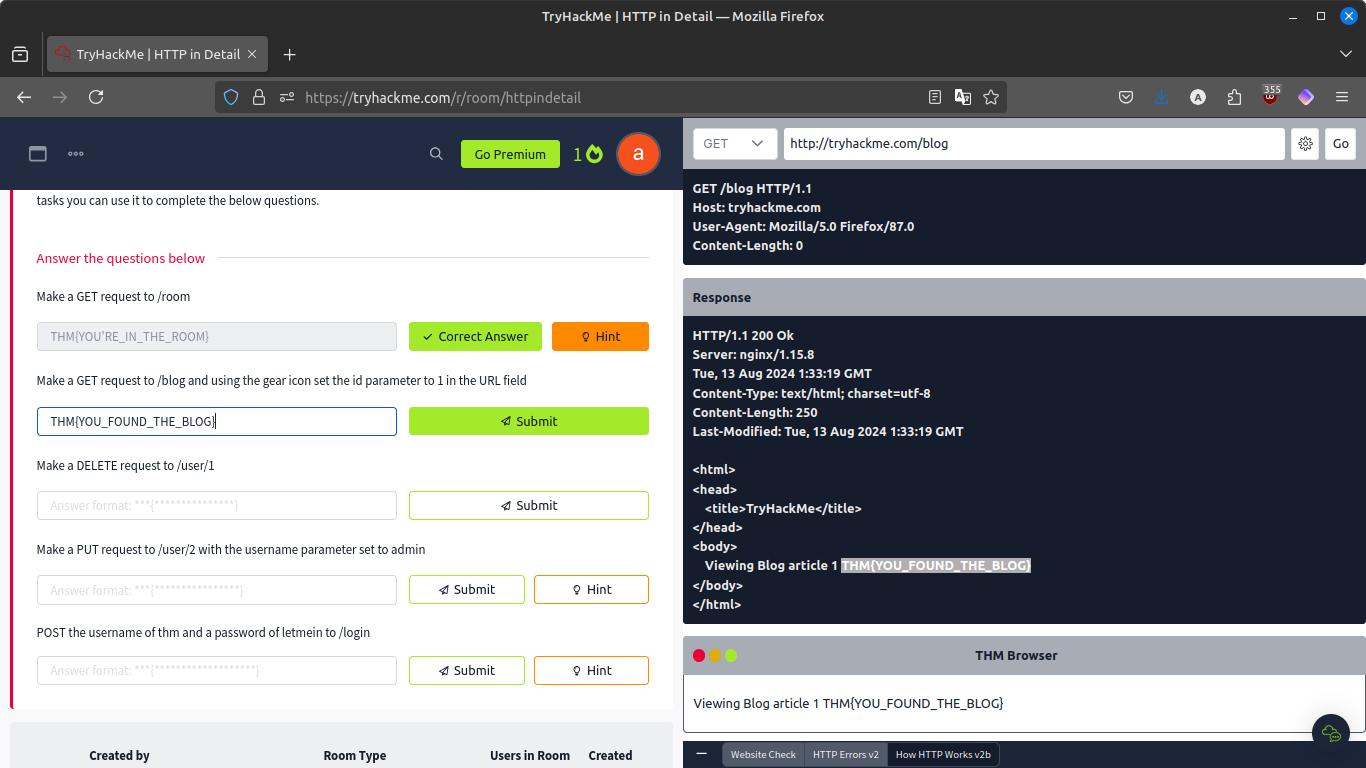 TryHackMe | HTTP in Detail — Mozilla Firefox
TryHackMe | HTTP in Detail
https://tryhackme.com/r/room/httpindetail
A
355
Go Premium
1
a
tasks you can use it to complete the below questions.
Answer the questions below
Make a GET request to /room
THM{YOU'RE_IN_THE_ROOM}
Correct Answer
Hint
Make a GET request to /blog and using the gear icon set the id parameter to 1 in the URL field
THM{YOU_FOUND_THE_BLOG}
Submit
Make a DELETE request to /user/1
Answer format: ***{***************}
Submit
Make a PUT request to /user/2 with the username parameter set to admin
Answer format: ***{****************}
Submit
Hint
POST the username of thm and a password of letmein to /login
Answer format: ***{*******************}
Submit
Hint
Created by
Room Type
Users in Room
Created
GET
http://tryhackme.com/blog
Go
GET /blog HTTP/1.1
Host: tryhackme.com
User-Agent: Mozilla/5.0 Firefox/87.0
Content-Length: 0
Response
HTTP/1.1 200 Ok
Server: nginx/1.15.8
Tue, 13 Aug 2024 1:33:19 GMT
Content-Type: text/html; charset=utf-8
Content-Length: 250
Last-Modified: Tue, 13 Aug 2024 1:33:19 GMT
<html>
<head>
<title>TryHackMe</title>
</head>
<body>
Viewing Blog article 1 THM{YOU_FOUND_THE_BLOG}
</body>
</html>
THM Browser
Viewing Blog article 1 THM{YOU_FOUND_THE_BLOG}
Website Check
HTTP Errors v2
How HTTP Works v2b